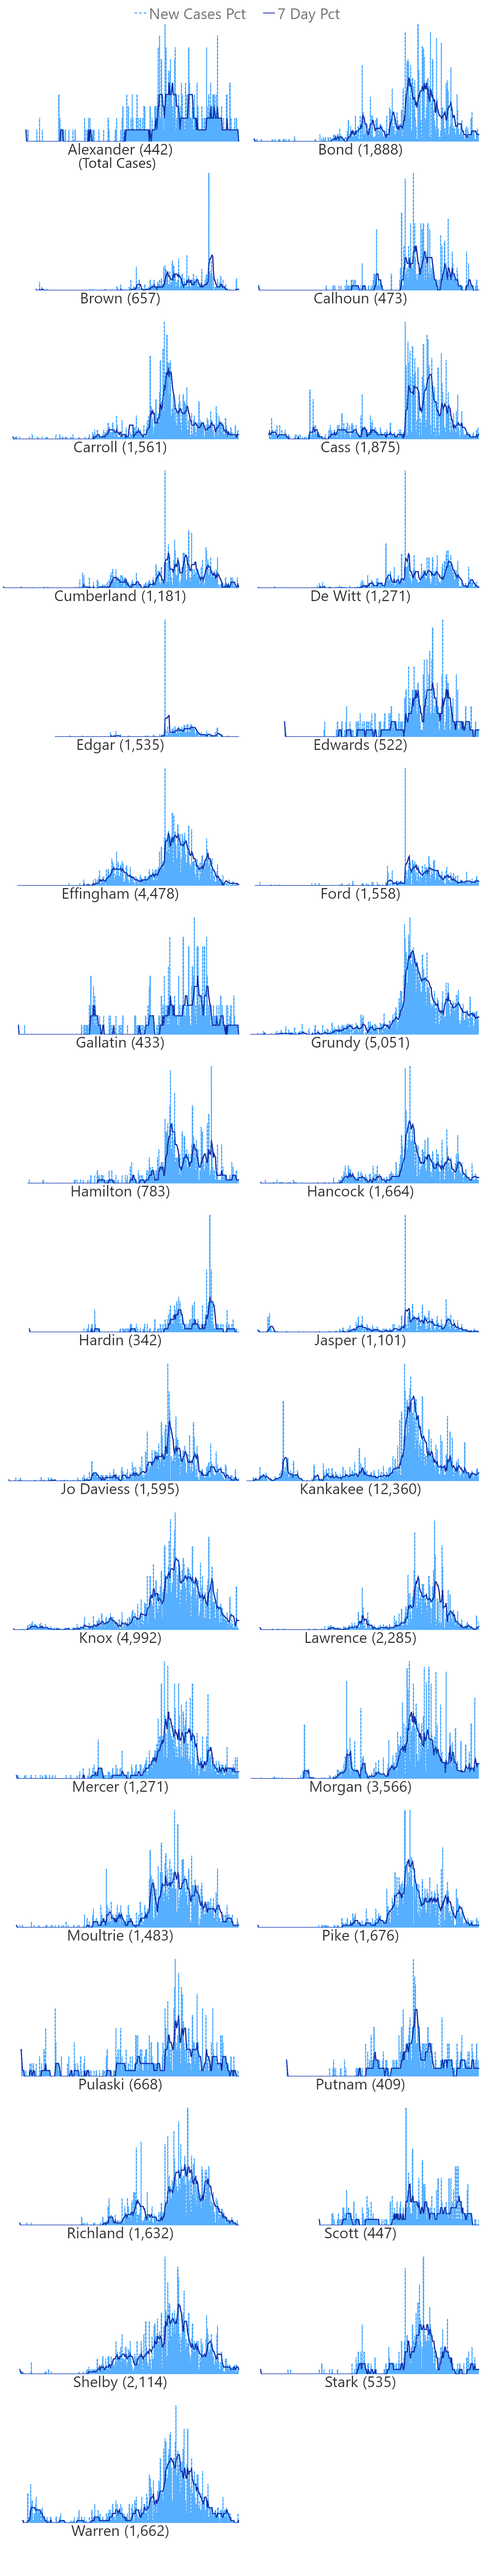 New Cases Pct 7 Day Pct
Alexander (442) Bond (1,888)
(Total Cases)
Brown (657) Calhoun (473)
Carroll (1,561) Cass (1,875)
Cumberland (1,181) De Witt (1,271)
Edgar (1,535) Edwards (522)
Effingham (4,478) Ford (1,558)
Gallatin (433) Grundy (5,051)
Hamilton (783) Hancock (1,664)
Hardin (342) Jasper (1,101)
Jo Daviess (1,595) Kankakee (12,360)
Knox (4,992) Lawrence (2,285)
Mercer (1,271) Morgan (3,566)
Moultrie (1,483) Pike (1,676)
Pulaski (668) Putnam (409)
Richland (1,632) Scott (447)
Shelby (2,114) Stark (535)
Warren (1,662)